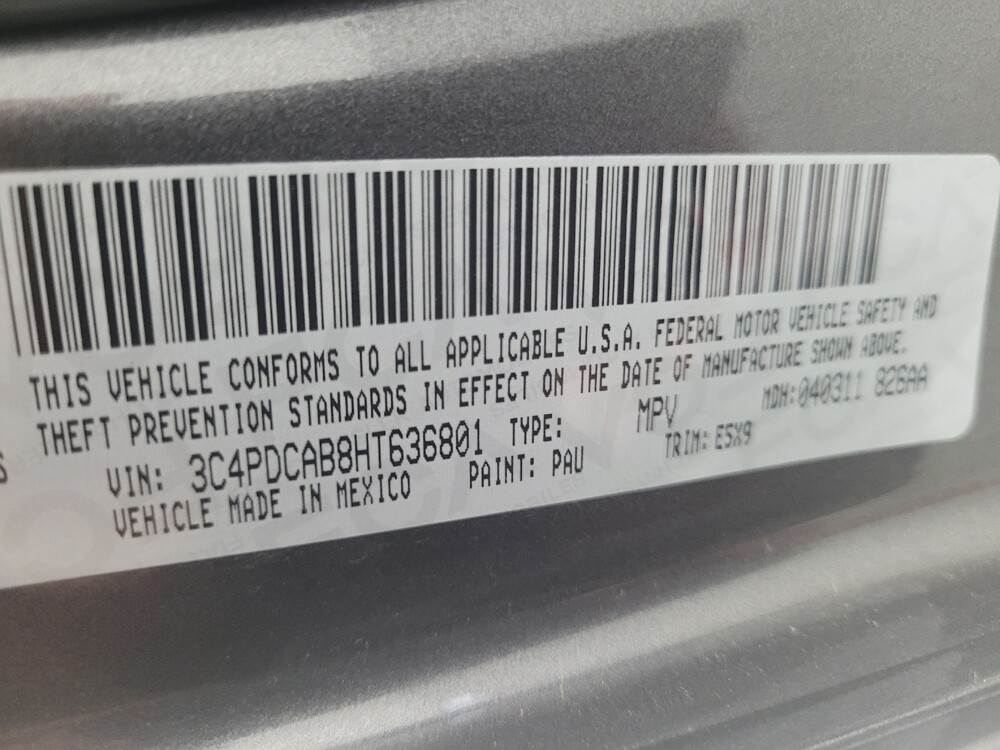 THIS VEHICLE CONFORMS TO ALL APPLICABLE U.S.A. FEDERAL MOTOR VEHICLE SAFETY AND
THEFT PREVENTION STANDARDS IN EFFECT ON THE DATE OF MANUFACTURE SHOWN ABOVE.
VIN: 3C4PDCAB8HT636801 TYPE: MPV MDH: 040311 826AA
VEHICLE MADE IN MEXICO PAINT: PAU TRIM: E5X9